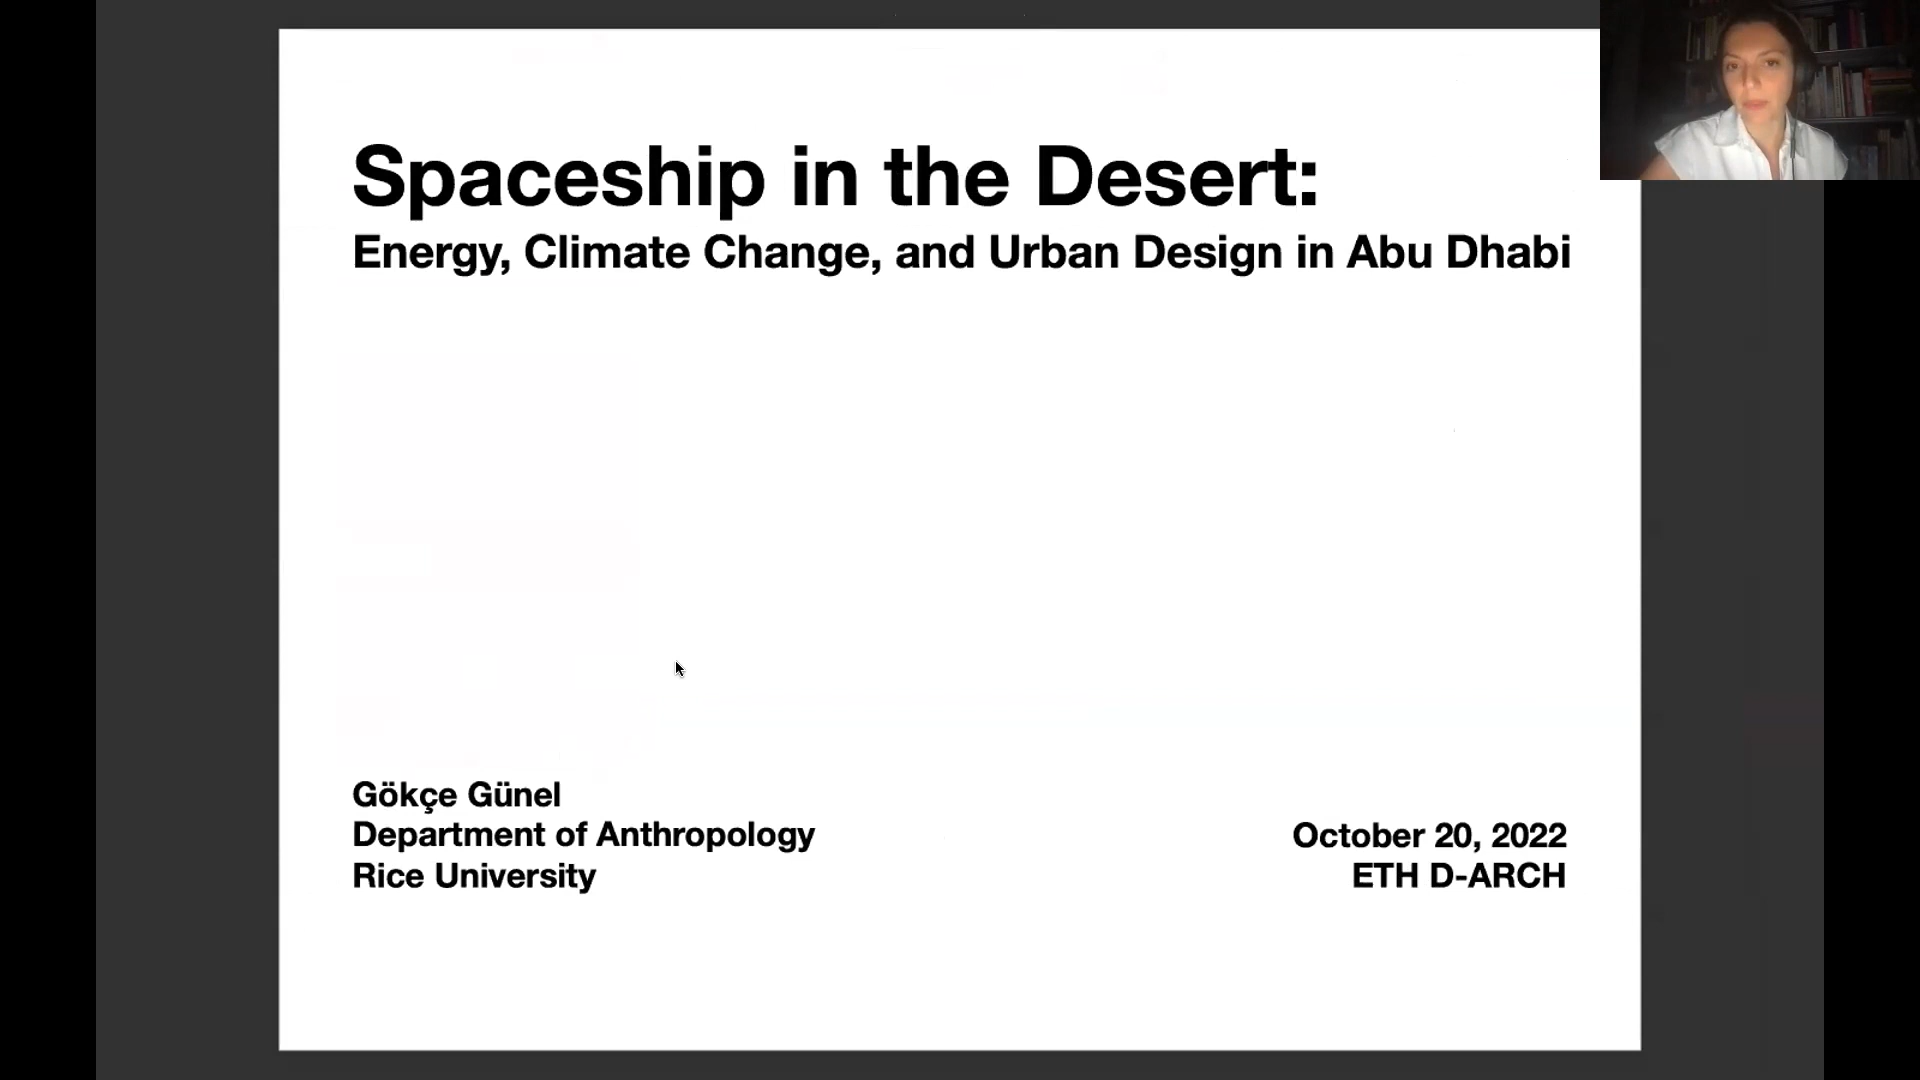 Spaceship in the Desert:
Energy, Climate Change, and Urban Design in Abu Dhabi
Gökçe Günel
Department of Anthropology
Rice University
October 20, 2022
ETH D-ARCH